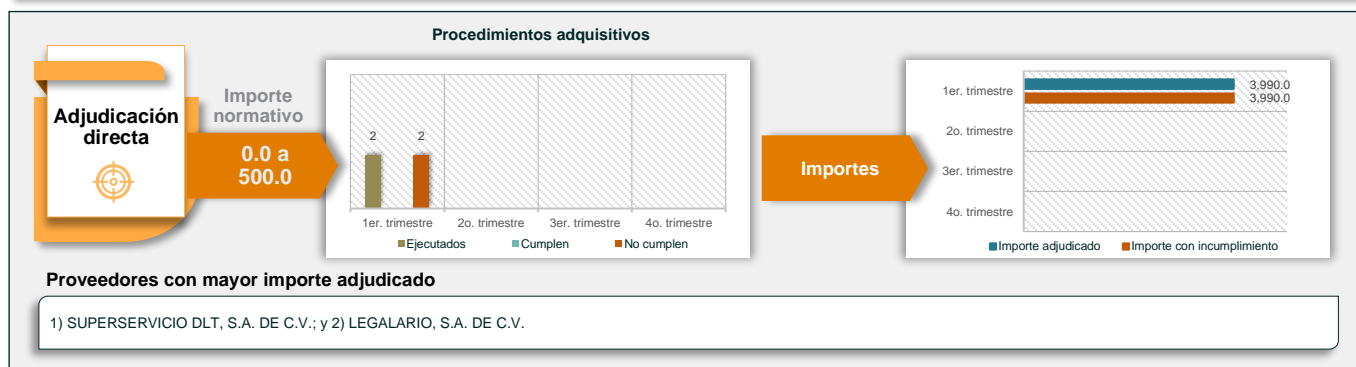 Procedimientos adquisitivos
Adjudicación
directa
Importe
normativo
0.0 a
500.0
2
2
1er. trimestre
2o. trimestre
3er. trimestre
4o. trimestre
Ejecutados
Cumplen
No cumplen
Importes
1er. trimestre
3,990.0
3,990.0
2o. trimestre
3er. trimestre
4o. trimestre
Importe adjudicado
Importe con incumplimiento
Proveedores con mayor importe adjudicado
1) SUPERSERVICIO DLT, S.A. DE C.V.; y 2) LEGALARIO, S.A. DE C.V.